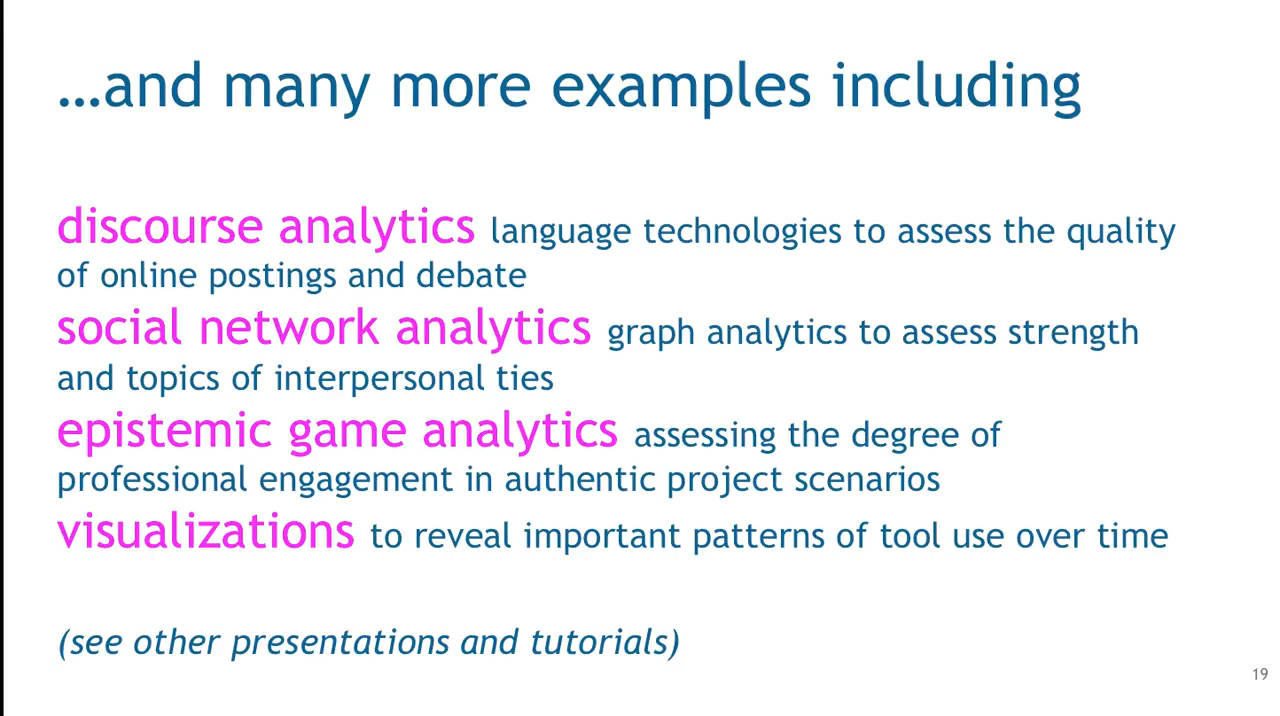 …and many more examples including
discourse analytics language technologies to assess the quality
of online postings and debate
social network analytics graph analytics to assess strength
and topics of interpersonal ties
epistemic game analytics assessing the degree of
professional engagement in authentic project scenarios
visualizations to reveal important patterns of tool use over time
(see other presentations and tutorials)
19